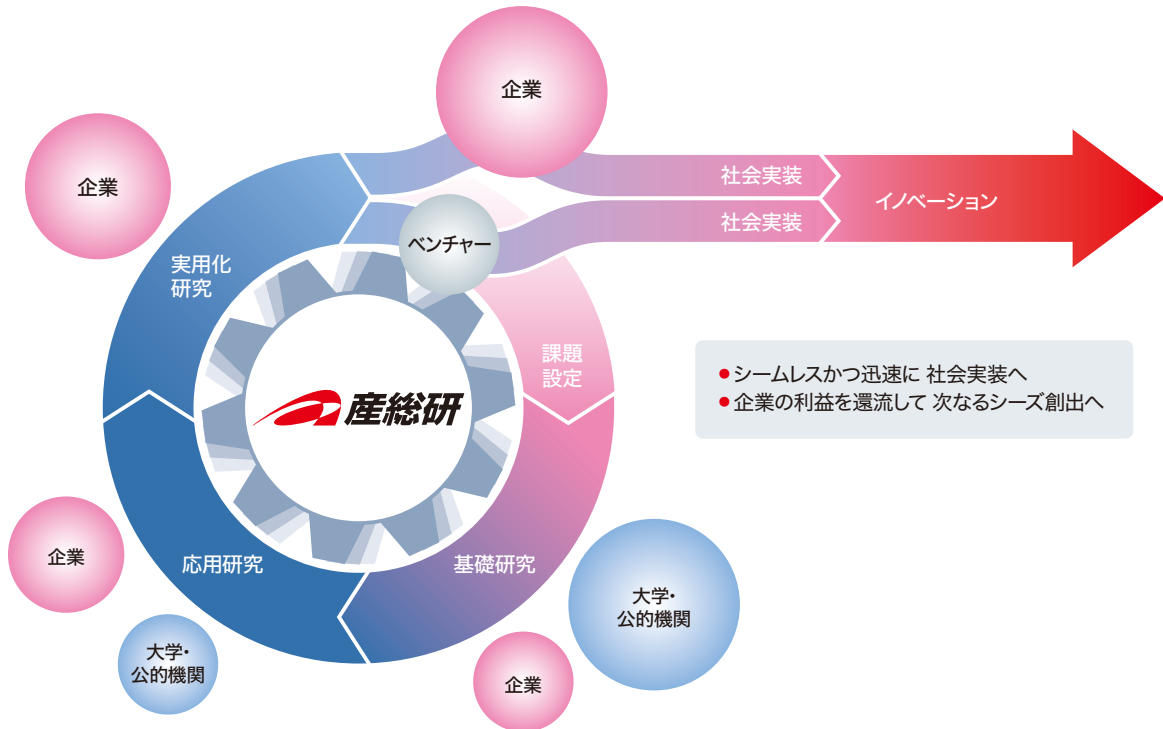 企業
企業
社会実装
イノベーション
社会実装
ベンチャー
実用化
研究
課題
設定
シームレスかつ迅速に 社会実装へ
企業の利益を還流して 次なるシーズ創出へ
産総研
企業
応用研究
基礎研究
大学・
公的機関
大学・
公的機関
企業